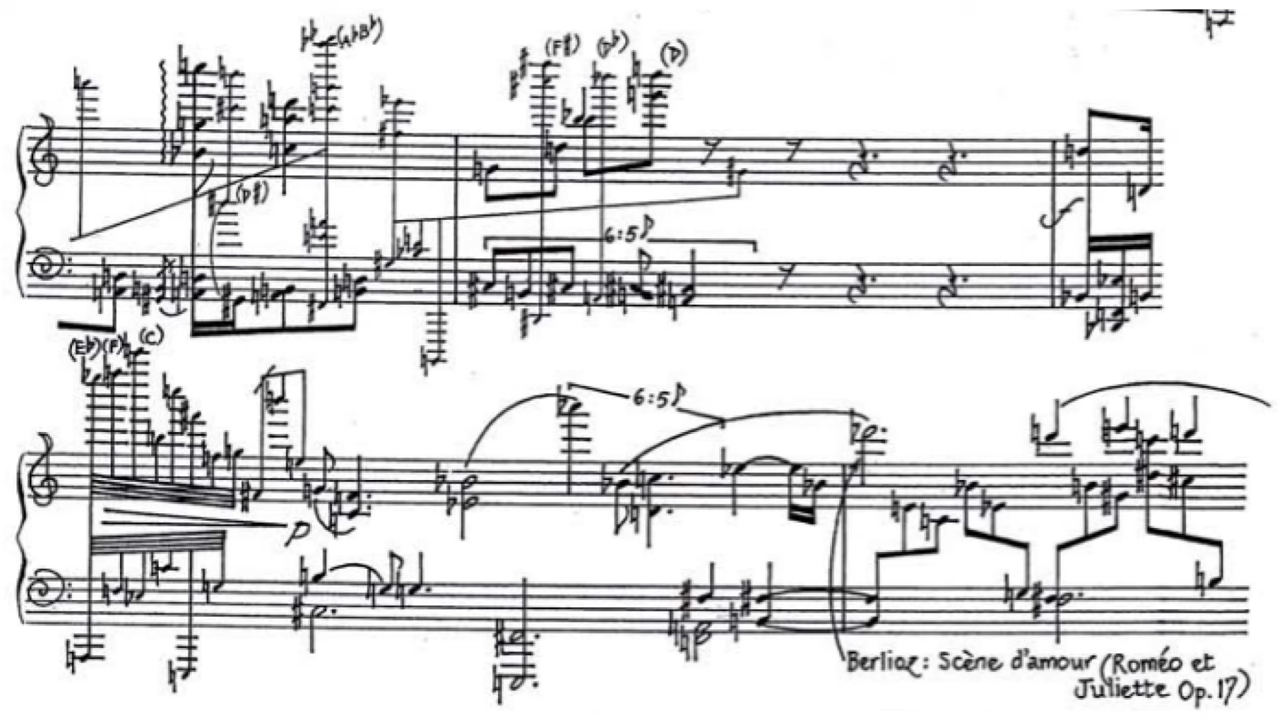 (A♭B♭)
(F#) (D♭) (D)
(D#)
6:5♪
f
(E♭)(F) (C)
6:5♪
p
Berlioz: Scène d'amour (Roméo et
Juliette Op. 17)